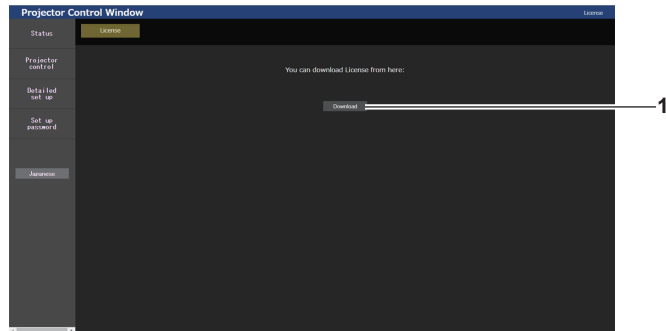 Projector Control Window
License
Status
License
Projector
control
You can download License from here:
Detailed
set up
Download
1
Set up
password
Japanese